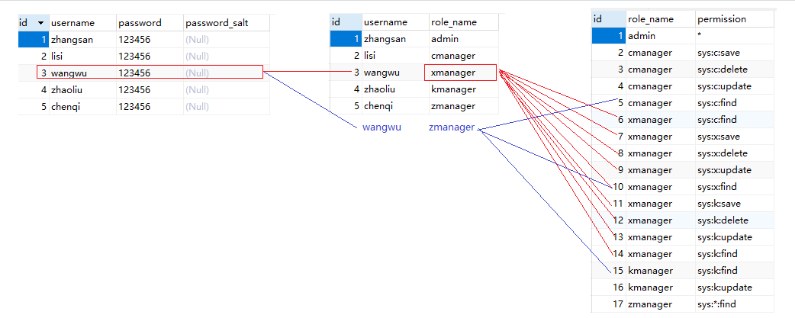 id username password password_salt
1 zhangsan 123456 (Null)
2 lisi 123456 (Null)
3 wangwu 123456 (Null)
4 zhaoliu 123456 (Null)
5 chenqi 123456 (Null)
id username role_name
1 zhangsan admin
2 lisi cmanager
3 wangwu xmanager
4 zhaoliu kmanager
5 chenqi zmanager
wangwu zmanager
id role_name permission
1 admin *
2 cmanager sys:c:save
3 cmanager sys:c:delete
4 cmanager sys:c:update
5 cmanager sys:c:find
6 xmanager sys:c:find
7 xmanager sys:x:save
8 xmanager sys:x:delete
9 xmanager sys:x:update
10 xmanager sys:x:find
11 xmanager sys:k:save
12 xmanager sys:k:delete
13 xmanager sys:k:update
14 xmanager sys:k:find
15 kmanager sys:k:find
16 kmanager sys:k:update
17 zmanager sys:*:find